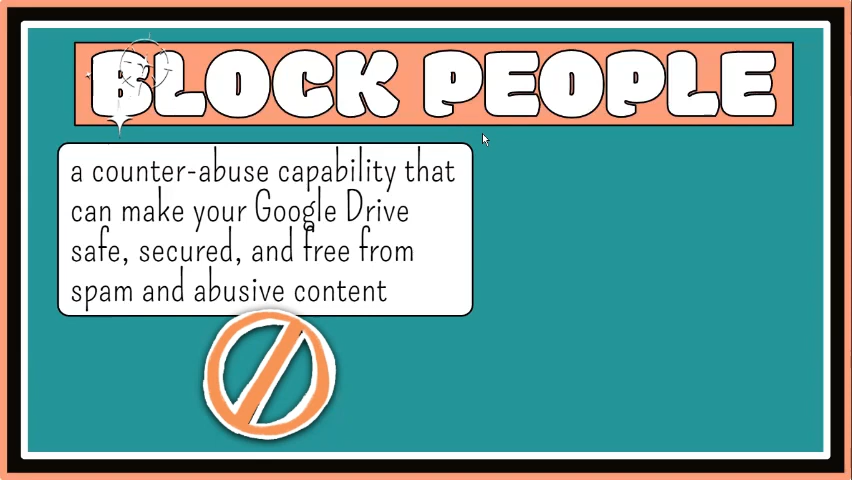 BLOCK PEOPLE
a counter-abuse capability that
can make your Google Drive
safe, secured, and free from
spam and abusive content